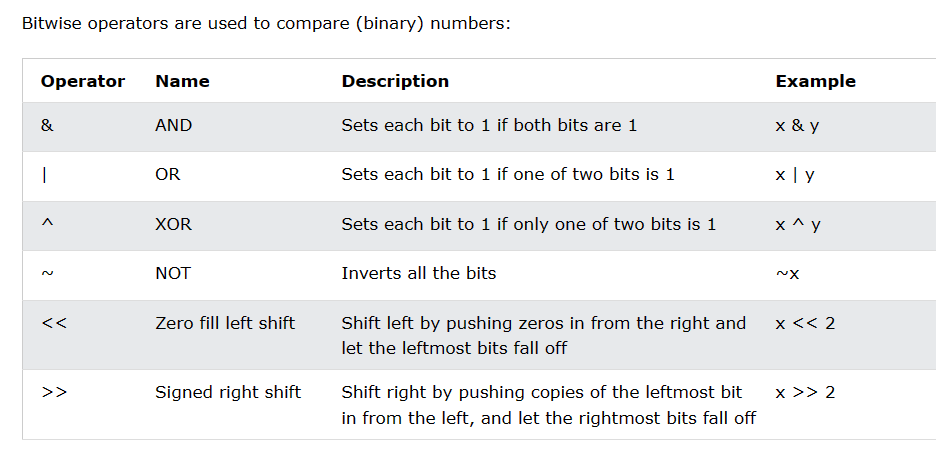 Bitwise operators are used to compare (binary) numbers:
Operator Name Description Example
& AND Sets each bit to 1 if both bits are 1 x & y
| OR Sets each bit to 1 if one of two bits is 1 x | y
^ XOR Sets each bit to 1 if only one of two bits is 1 x ^ y
~ NOT Inverts all the bits ~x
<< Zero fill left shift Shift left by pushing zeros in from the right and x << 2
let the leftmost bits fall off
>> Signed right shift Shift right by pushing copies of the leftmost bit x >> 2
in from the left, and let the rightmost bits fall off